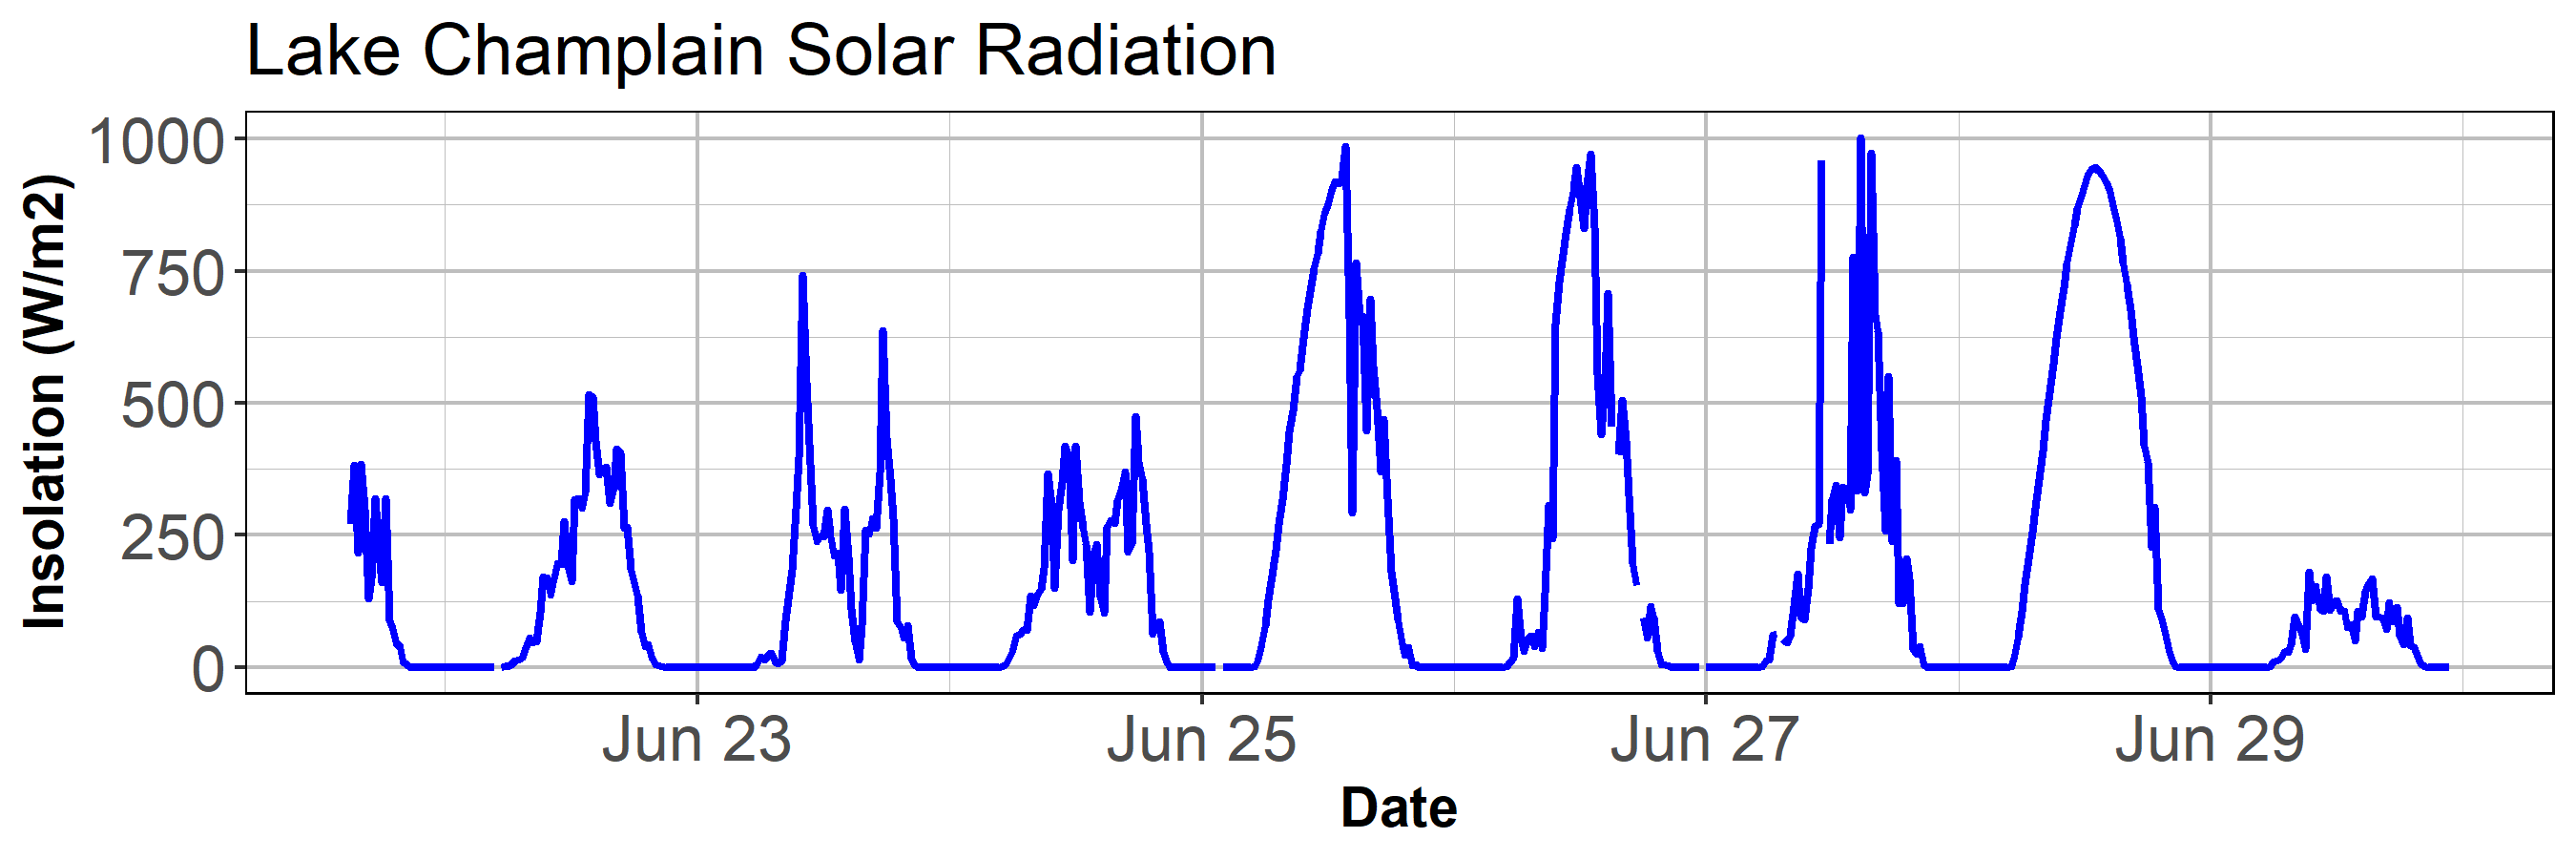 Lake Champlain Solar Radiation
Insolation (W/m2)
1000
750
500
250
0
Jun 23 Jun 25 Jun 27 Jun 29
Date